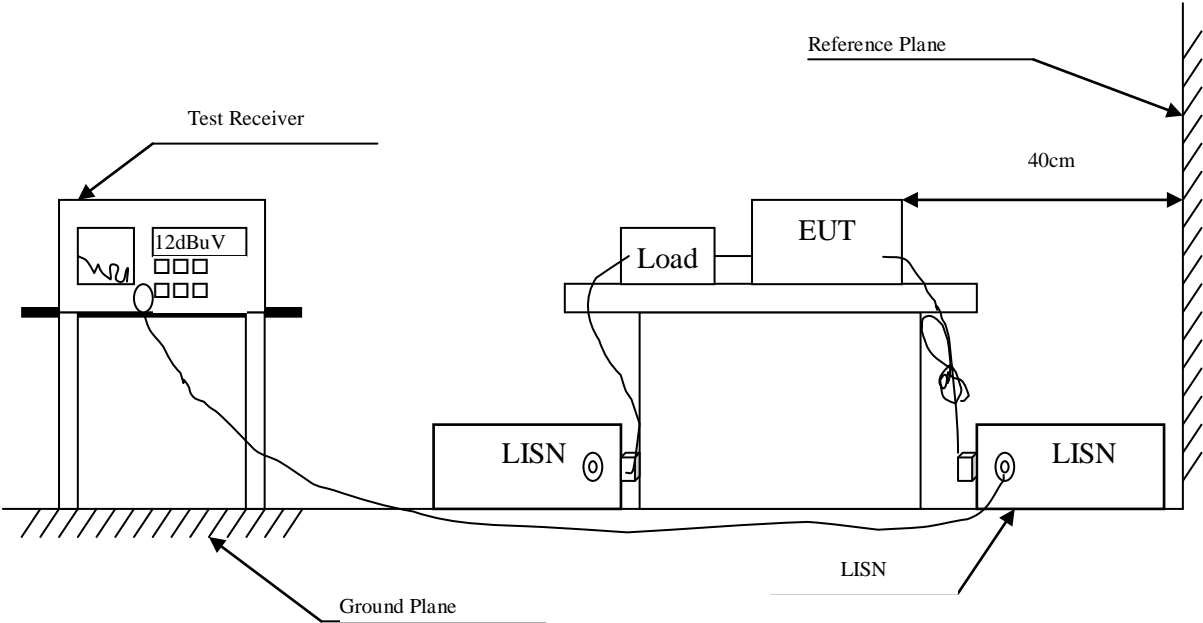 Reference Plane
Test Receiver
40cm
EUT
12dBuV
Load
LISN
LISN
LISN
Ground Plane